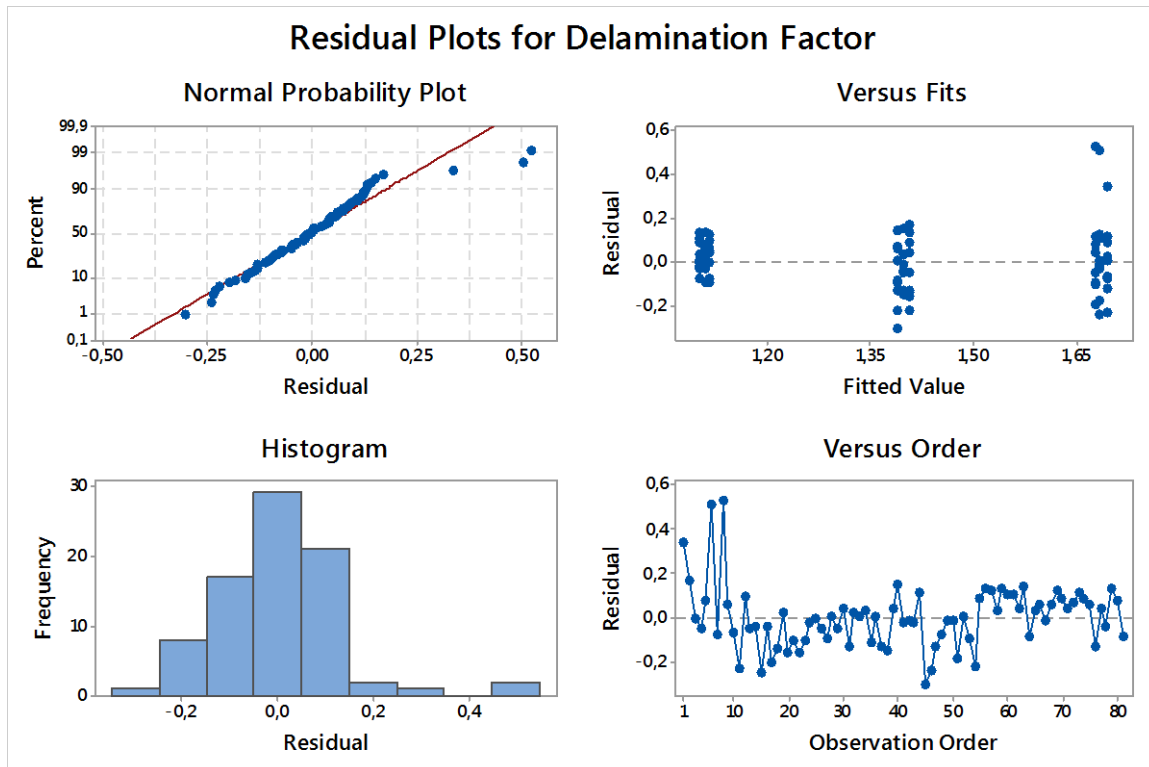 Residual Plots for Delamination Factor
Normal Probability Plot
99,9
99
90
50
10
1
0,1
Percent
-0,50 -0,25 0,00 0,25 0,50
Residual
Versus Fits
0,6
0,4
0,2
0,0
-0,2
Residual
1,20 1,35 1,50 1,65
Fitted Value
Histogram
30
20
10
0
Frequency
-0,2 0,0 0,2 0,4
Residual
Versus Order
0,6
0,4
0,2
0,0
-0,2
Residual
1 10 20 30 40 50 60 70 80
Observation Order